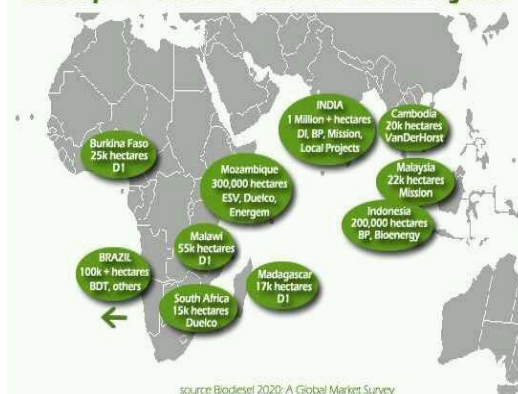 INDIA
1 Million + hectares
DI, BP, Mission,
Local Projects
Cambodia
20k hectares
VanDerHorst
Burkina Faso
25k hectares
D1
Mozambique
300,000 hectares
ESV, Duelco,
Energem
Malaysia
22k hectares
Mission
Indonesia
200,000 hectares
BP, Bioenergy
Malawi
55k hectares
D1
BRAZIL
100k + hectares
BDT, others
Madagascar
17k hectares
D1
South Africa
15k hectares
Duelco
source Biodiesel 2020: A Global Market Survey